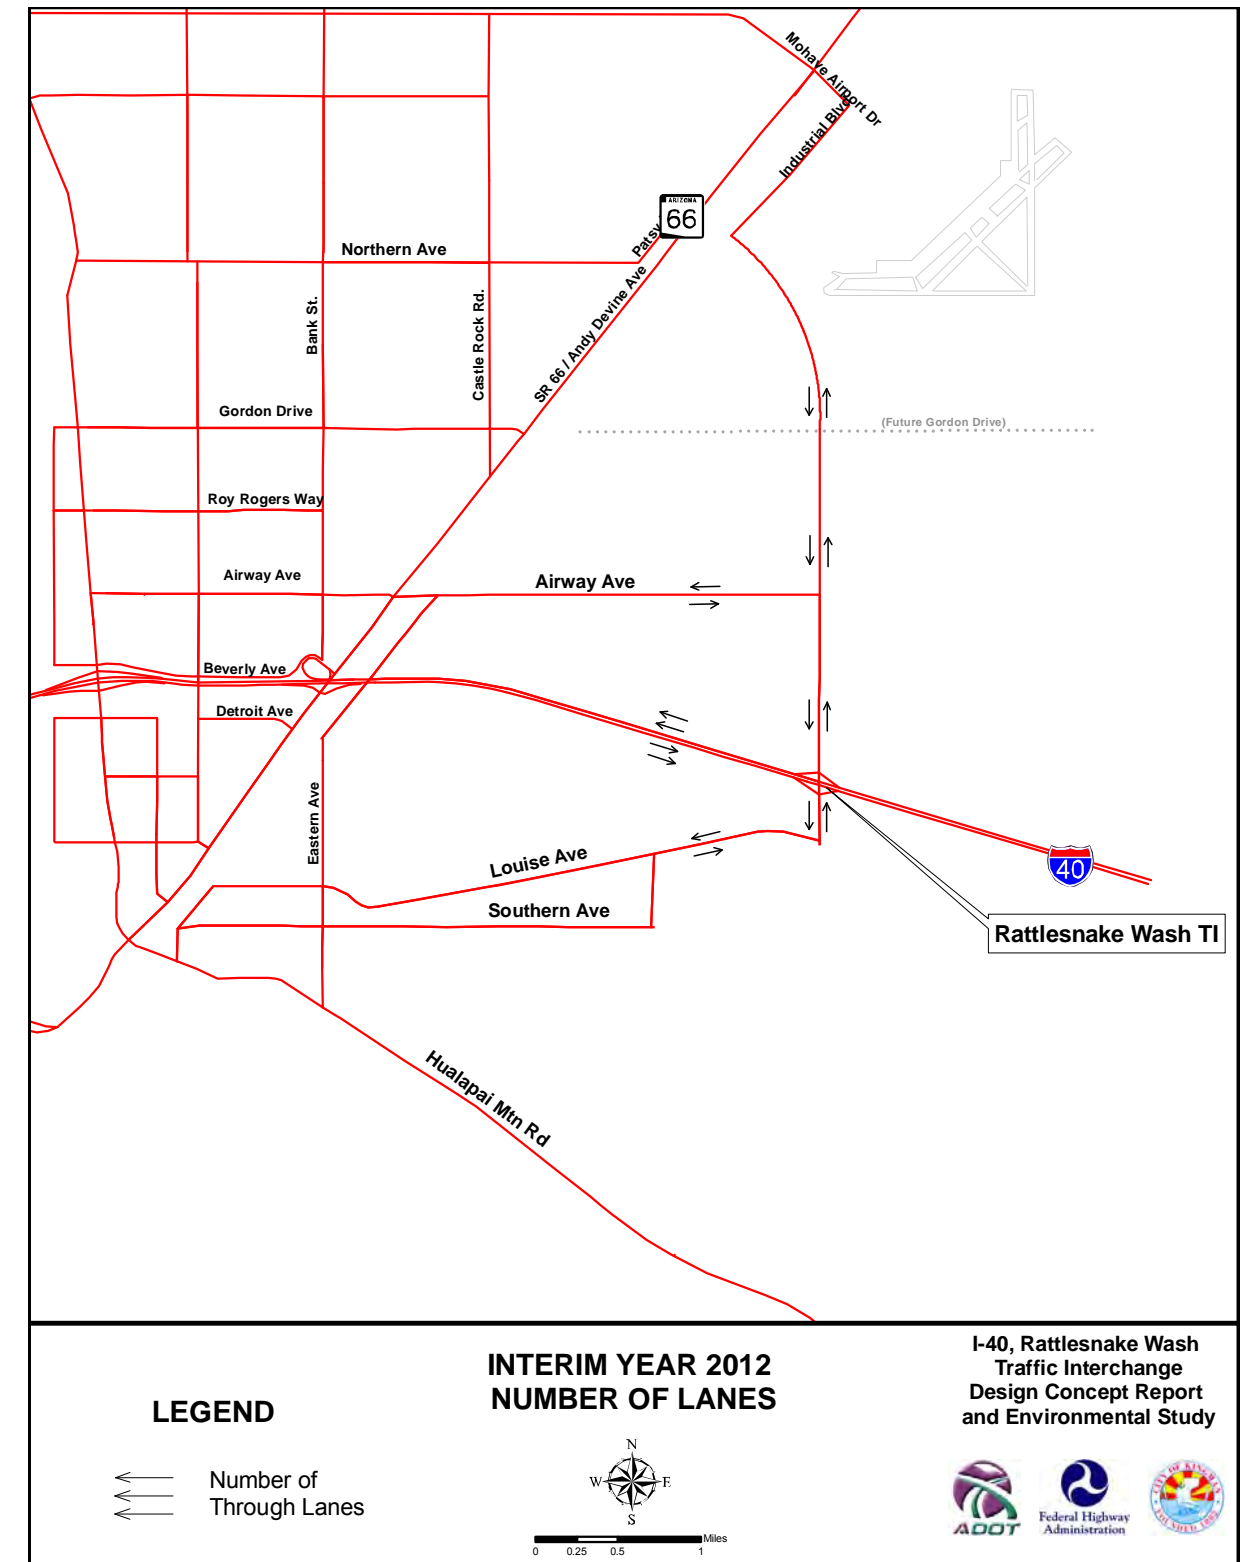 Mohave Airport Dr
Industrial Blvd
ARIZONA
66
Northern Ave
SR 66 / Andy Devine Ave
Bank St.
Castle Rock Rd.
Gordon Drive
(Future Gordon Drive)
Roy Rogers Way
Airway Ave
Airway Ave
Beverly Ave
Detroit Ave
Eastern Ave
Louise Ave
40
Southern Ave
Rattlesnake Wash TI
Hualapai Mtn Rd
LEGEND
Number of
Through Lanes
INTERIM YEAR 2012
NUMBER OF LANES
N
W E
S
Miles
0 0.25 0.5 1
I-40, Rattlesnake Wash
Traffic Interchange
Design Concept Report
and Environmental Study
ADOT
Federal Highway
Administration
CITY OF KINGMAN